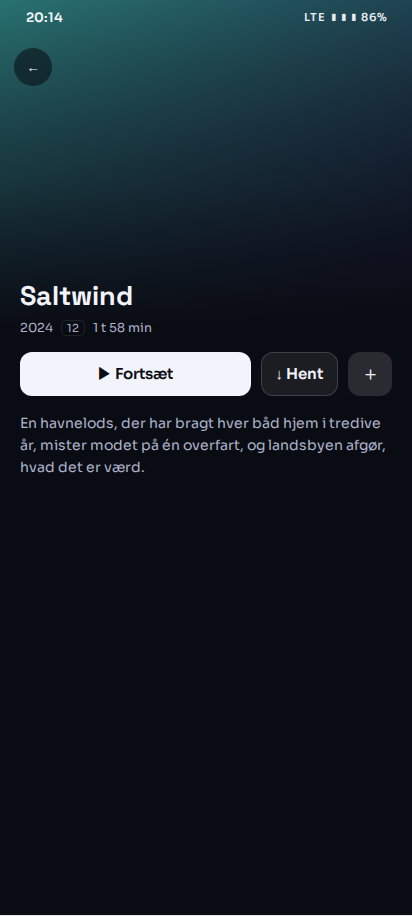 20:14
LTE 86%
←
Saltwind
2024 12 1 t 58 min
▶ Fortsæt
↓ Hent
+
En havnelods, der har bragt hver båd hjem i tredive
år, mister modet på én overfart, og landsbyen afgør,
hvad det er værd.